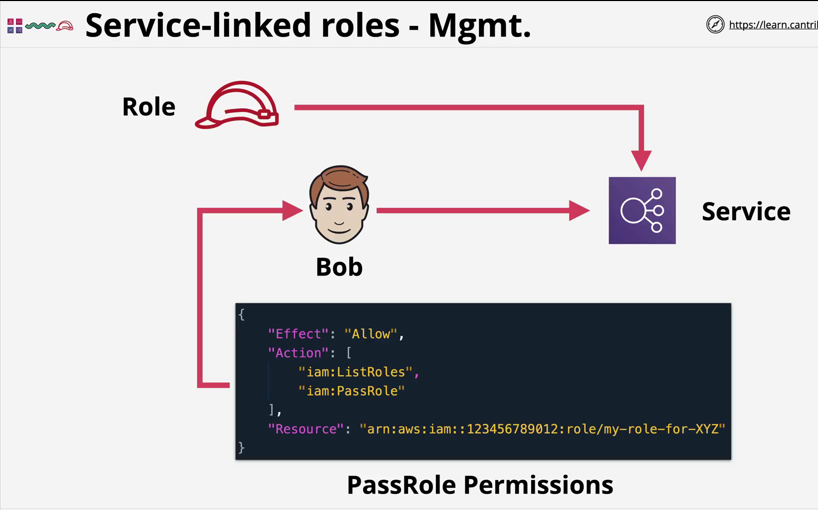 Service-linked roles - Mgmt.
https://learn.cantri
Role
Service
Bob
{
"Effect": "Allow",
"Action": [
"iam:ListRoles",
"iam:PassRole"
],
"Resource": "arn:aws:iam::123456789012:role/my-role-for-XYZ"
}
PassRole Permissions